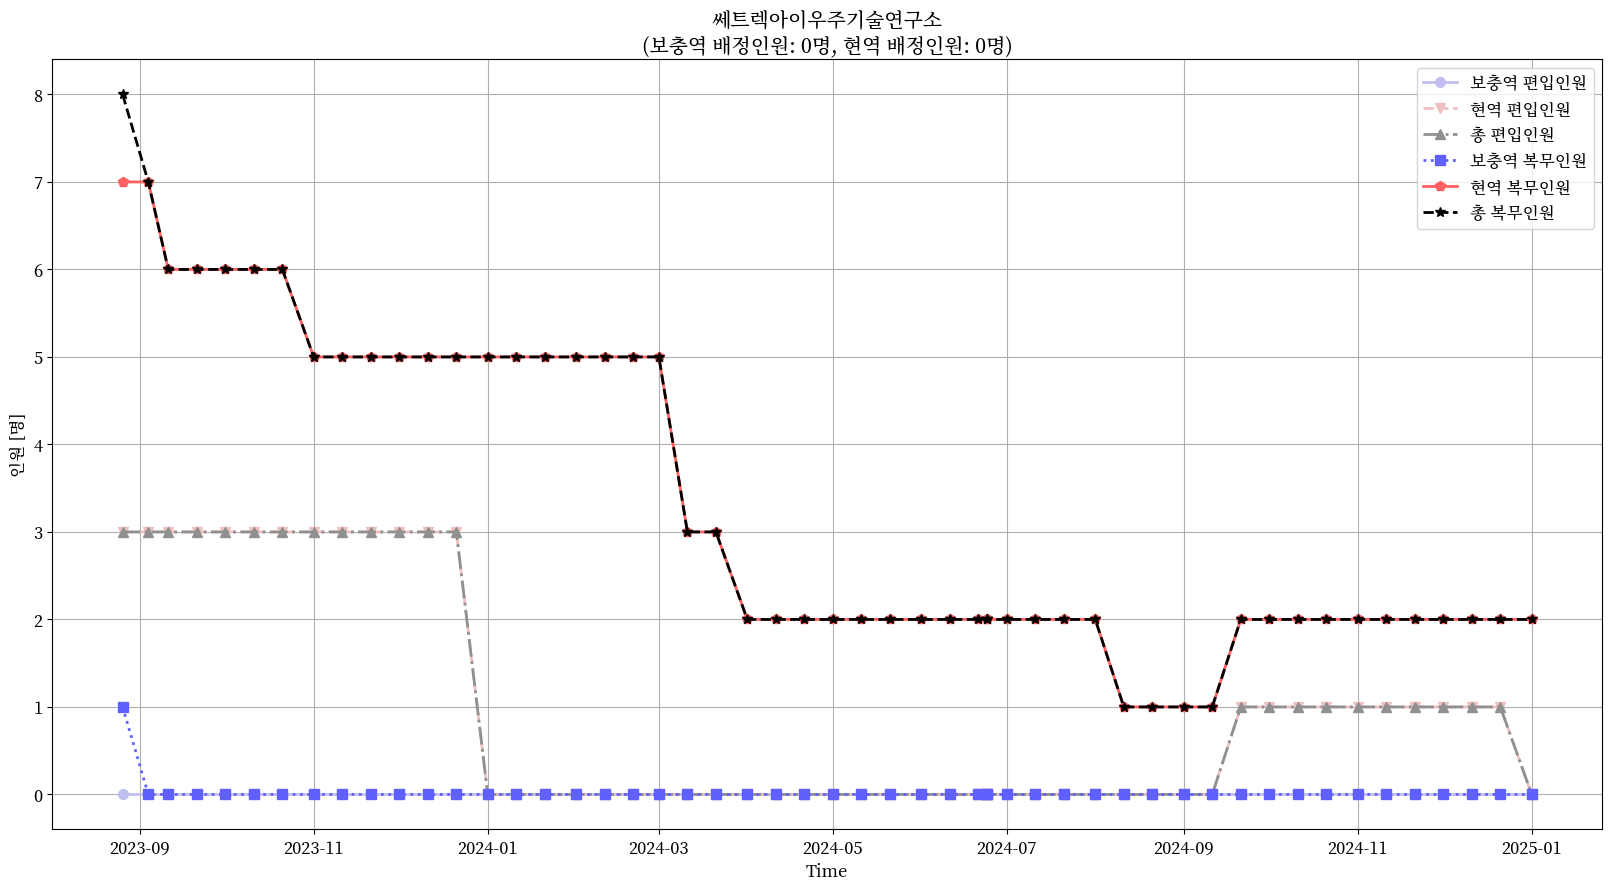 쎄트렉아이우주기술연구소
(보충역 배정인원: 0명, 현역 배정인원: 0명)
보충역 편입인원
현역 편입인원
총 편입인원
보충역 복무인원
현역 복무인원
총 복무인원
인원 [명]
8
7
6
5
4
3
2
1
0
2023-09
2023-11
2024-01
2024-03
2024-05
2024-07
2024-09
2024-11
2025-01
Time